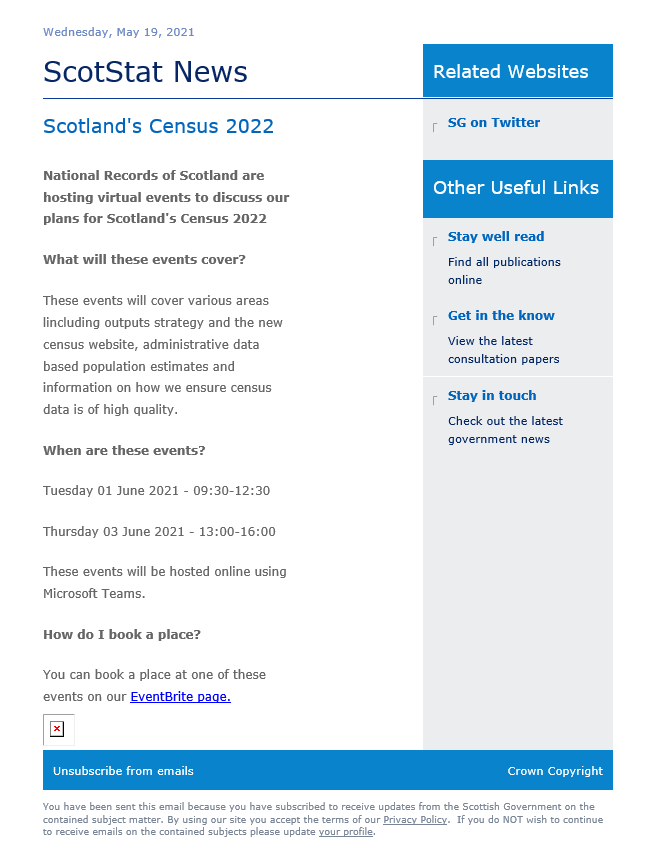 Wednesday, May 19, 2021
ScotStat News
Scotland's Census 2022
National Records of Scotland are
hosting virtual events to discuss our
plans for Scotland's Census 2022
What will these events cover?
These events will cover various areas
lincluding outputs strategy and the new
census website, administrative data
based population estimates and
information on how we ensure census
data is of high quality.
When are these events?
Tuesday 01 June 2021 - 09:30-12:30
Thursday 03 June 2021 - 13:00-16:00
These events will be hosted online using
Microsoft Teams.
How do I book a place?
You can book a place at one of these
events on our EventBrite page.
Related Websites
SG on Twitter
Other Useful Links
Stay well read
Find all publications
online
Get in the know
View the latest
consultation papers
Stay in touch
Check out the latest
government news
Unsubscribe from emails
Crown Copyright
You have been sent this email because you have subscribed to receive updates from the Scottish Government on the
contained subject matter. By using our site you accept the terms of our Privacy Policy.  If you do NOT wish to continue
to receive emails on the contained subjects please update your profile.